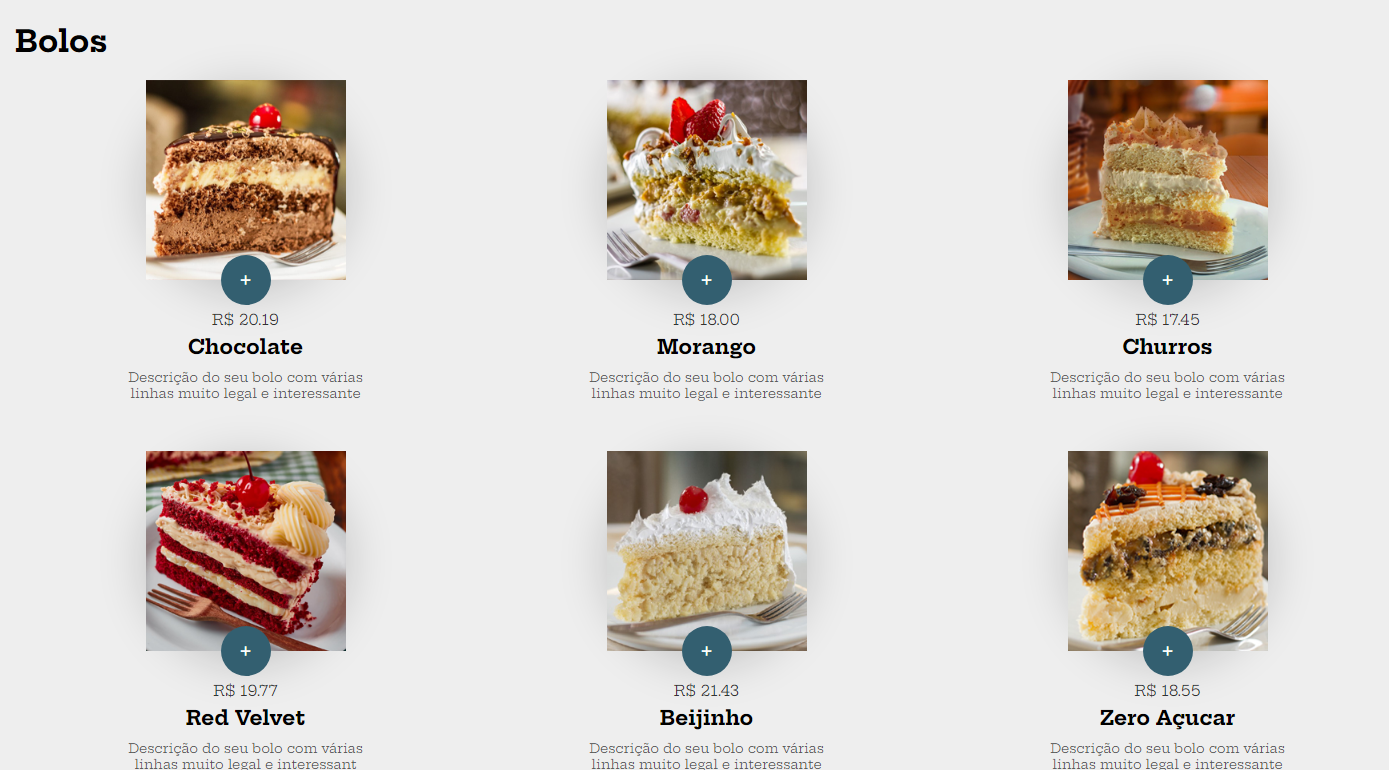 Bolos
+
R$ 20.19
Chocolate
Descrição do seu bolo com várias
linhas muito legal e interessante
+
R$ 18.00
Morango
Descrição do seu bolo com várias
linhas muito legal e interessante
+
R$ 17.45
Churros
Descrição do seu bolo com várias
linhas muito legal e interessante
+
R$ 19.77
Red Velvet
Descrição do seu bolo com várias
linhas muito legal e interessant
+
R$ 21.43
Beijinho
Descrição do seu bolo com várias
linhas muito legal e interessante
+
R$ 18.55
Zero Açucar
Descrição do seu bolo com várias
linhas muito legal e interessante